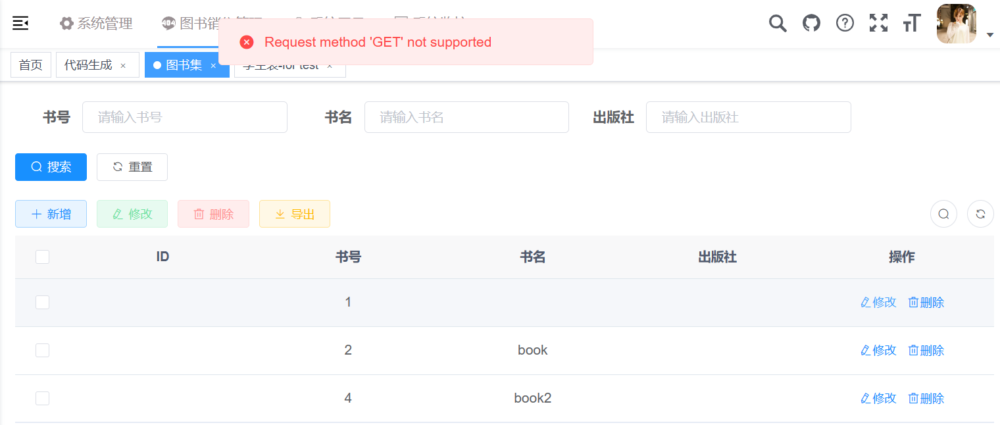 系统管理
404 图书销
Request method 'GET' not supported
首页
代码生成 ×
图书集 ×
学生表-for test ×
书号 请输入书号
书名 请输入书名
出版社 请输入出版社
搜索
重置
新增
修改
删除
导出
ID 书号 书名 出版社 操作
1 修改 删除
2 book 修改 删除
4 book2 修改 删除